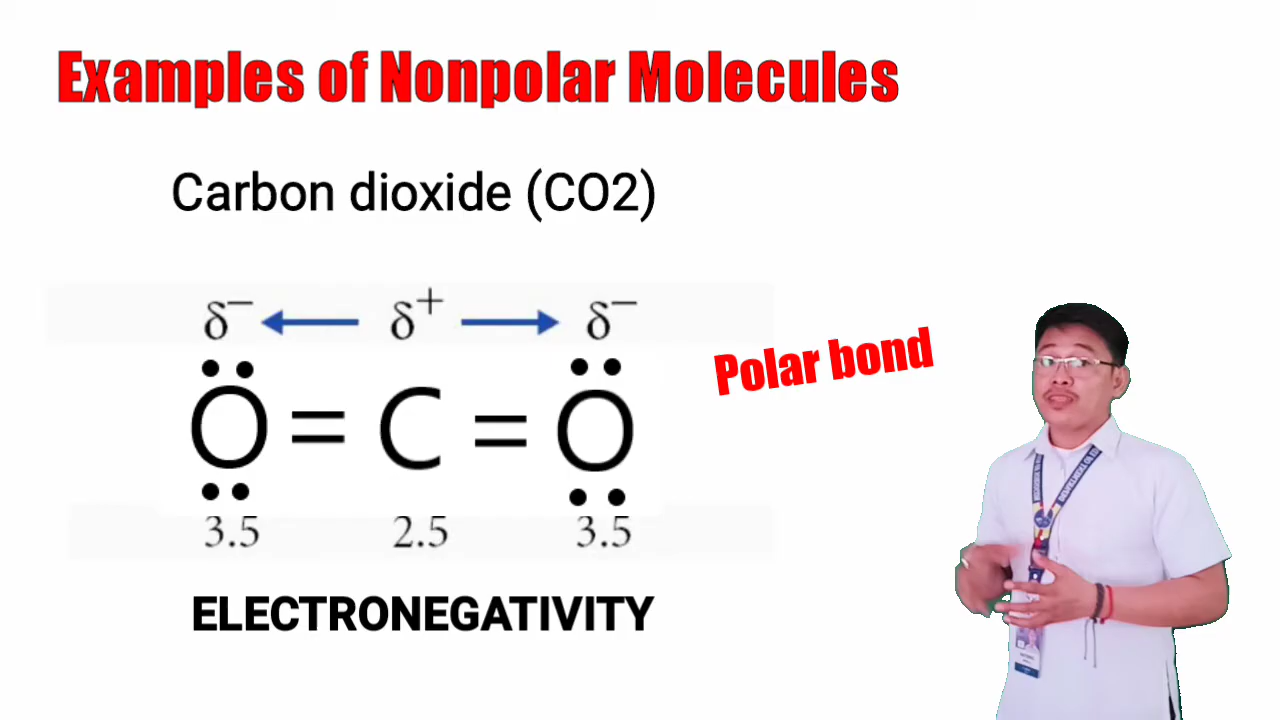 Examples of Nonpolar Molecules
Carbon dioxide (CO2)
δ⁻ δ⁺ δ⁻
Polar bond
O = C = O
3.5 2.5 3.5
ELECTRONEGATIVITY